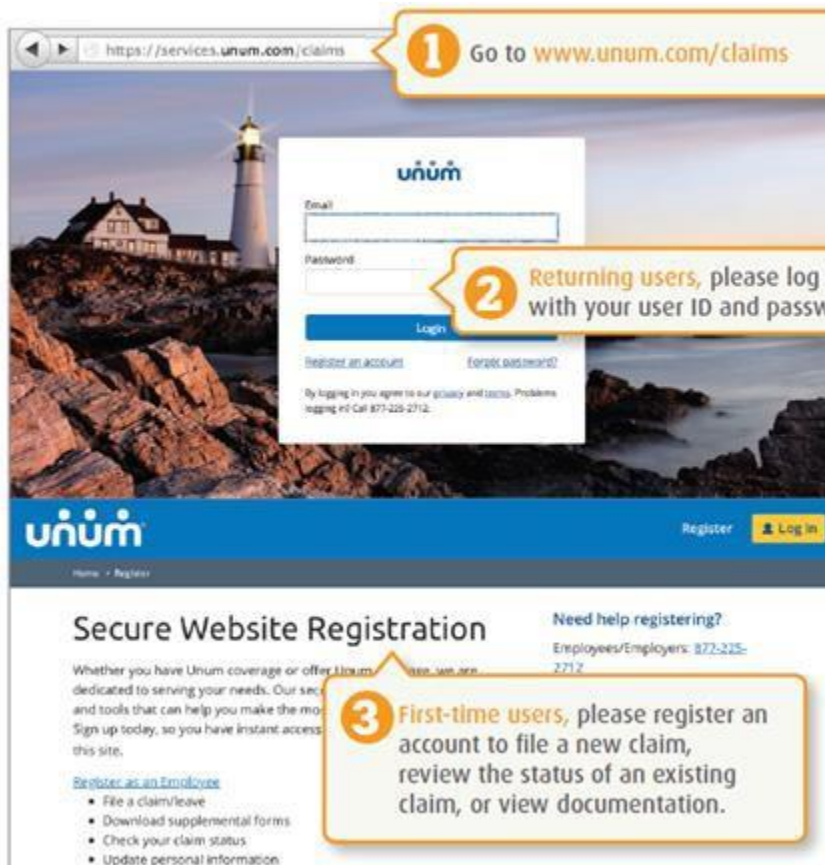 https://services.unum.com/claims
1 Go to www.unum.com/claims
unum
Email
Password
2 Returning users, please log
with your user ID and passw
Login
Register an account Forgot password?
By logging in you agree to our privacy and terms. Problems
logging in? Call 877-225-2712.
unum
Register Log In
Home > Register
Secure Website Registration
Whether you have Unum coverage or offer Unum we are
dedicated to serving your needs. Our sec
and tools that can help you make the mo
Sign up today, so you have instant access
this site.
Register as an Employee
• File a claim/leave
• Download supplemental forms
• Check your claim status
• Update personal information
Need help registering?
Employees/Employers: 877-225-
2712
3 First-time users, please register an
account to file a new claim,
review the status of an existing
claim, or view documentation.